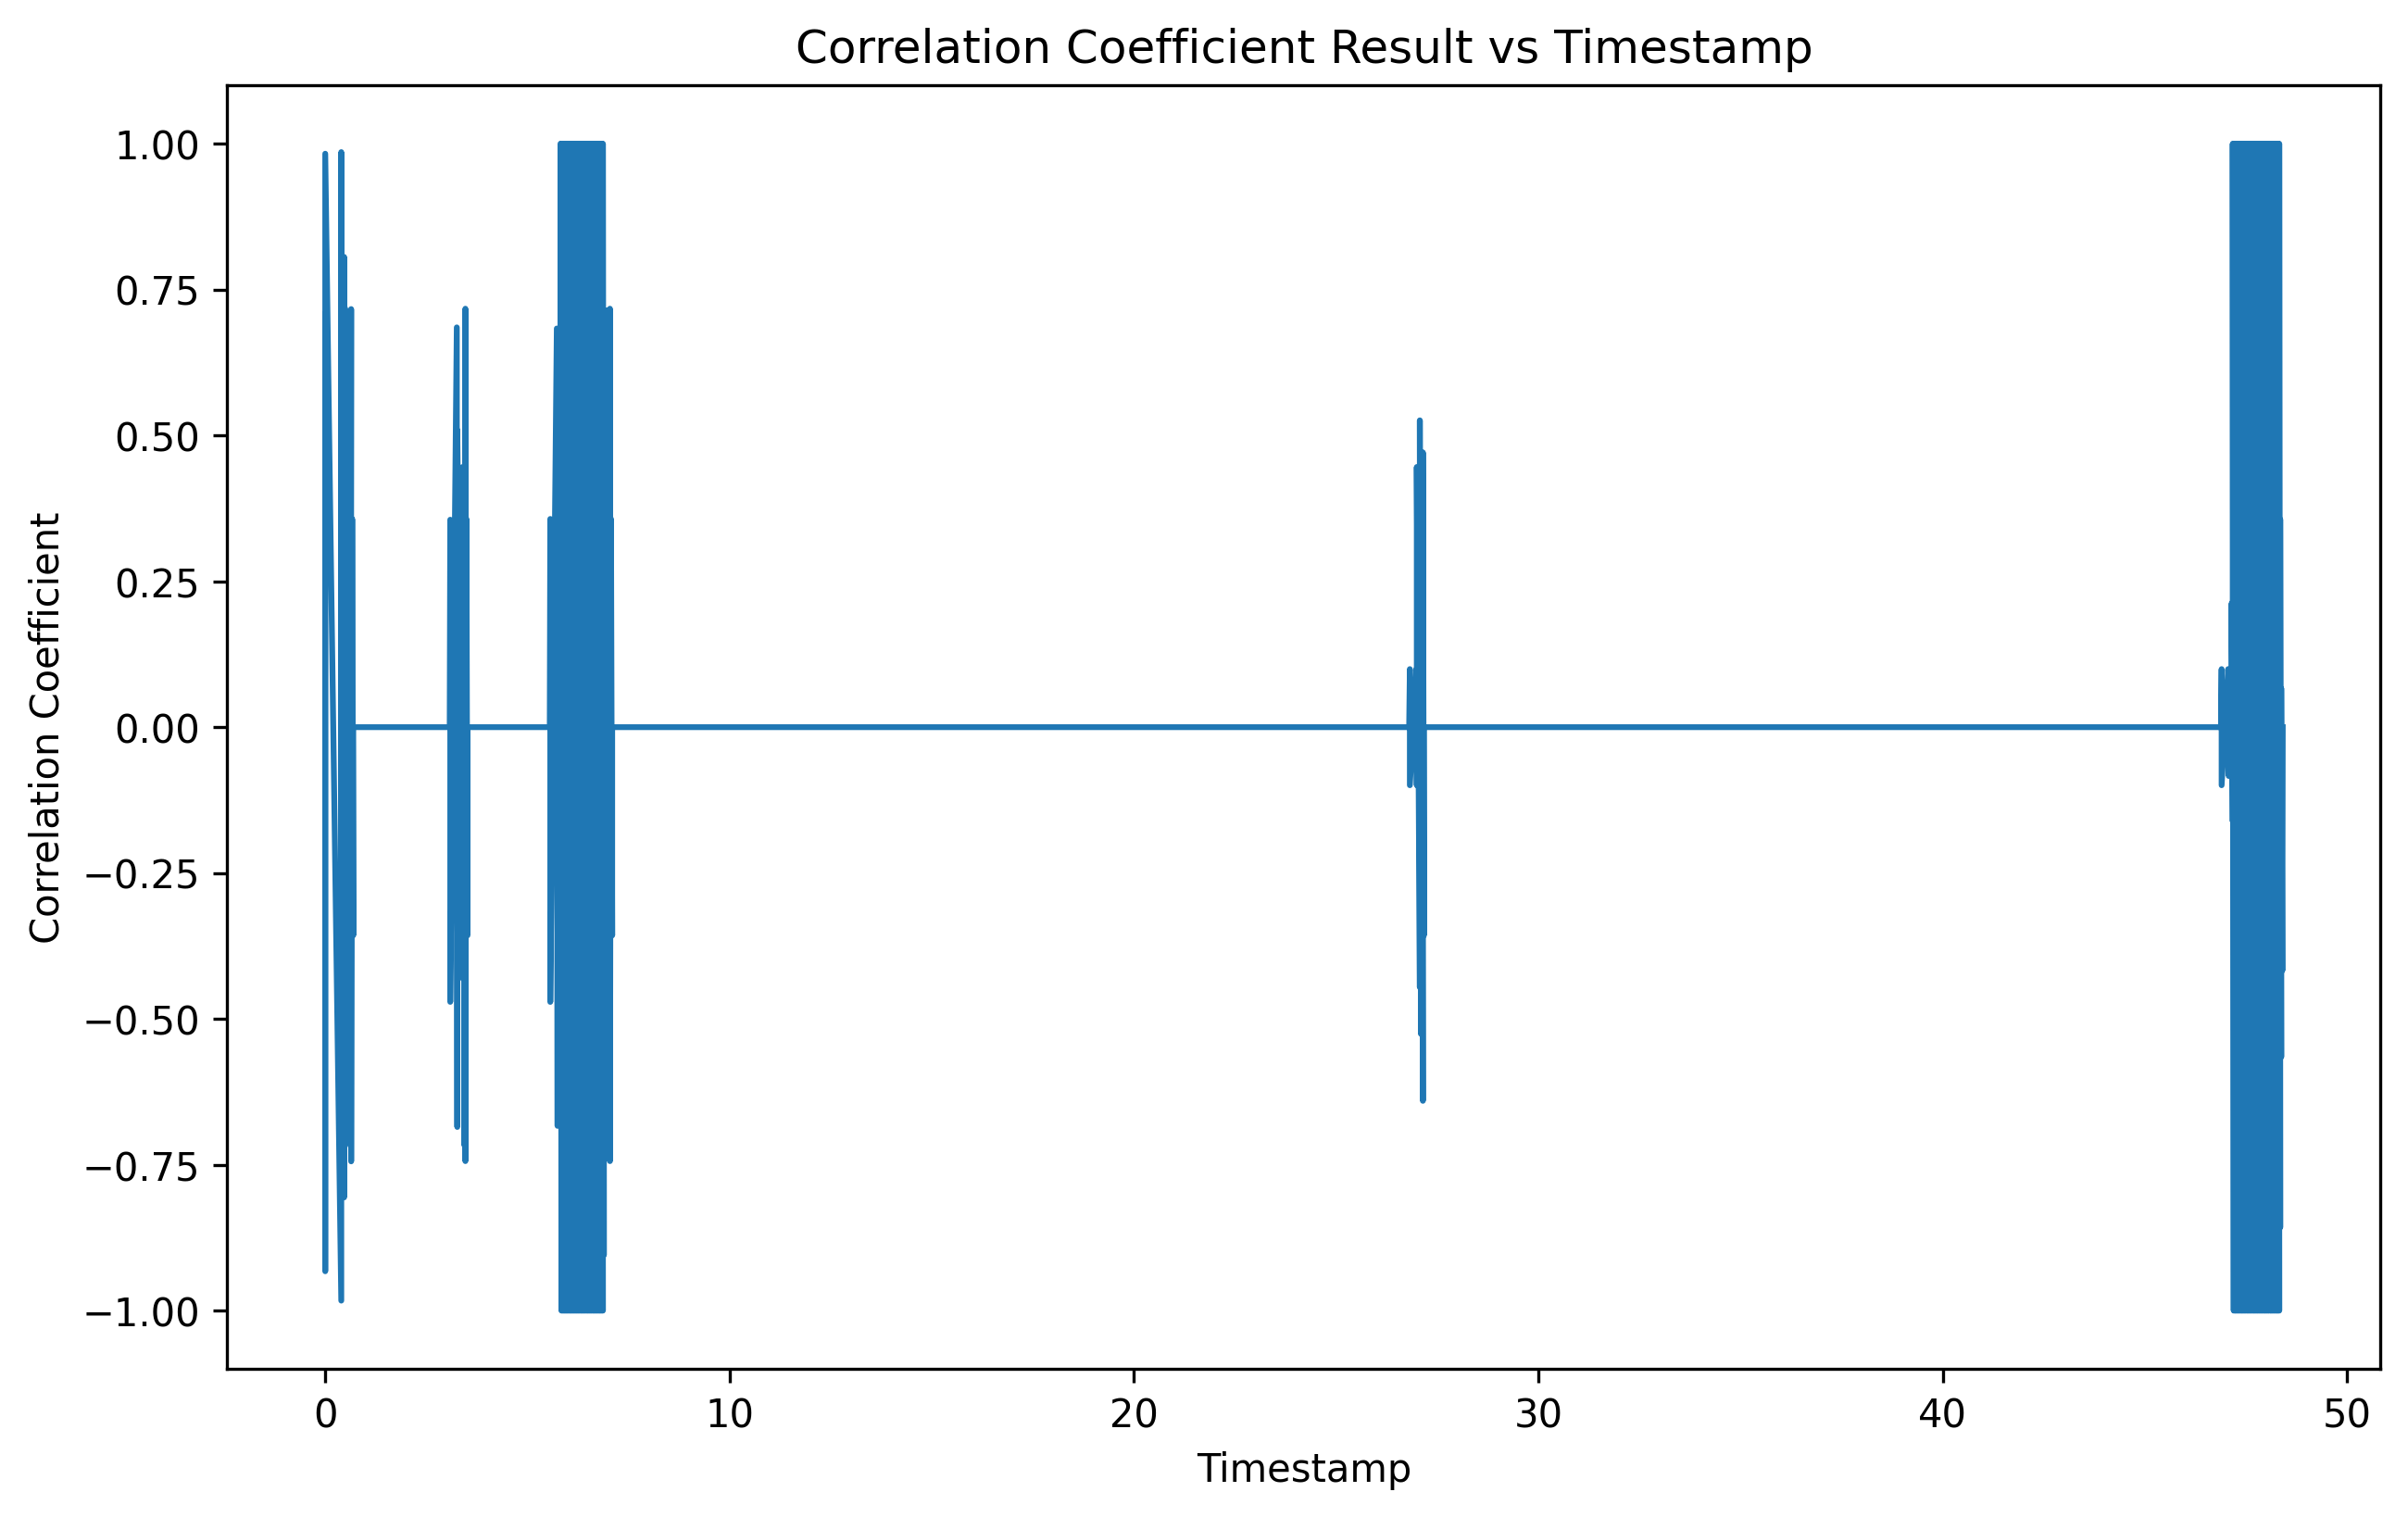 Correlation Coefficient Result vs Timestamp
1.00
0.75
0.50
0.25
0.00
−0.25
−0.50
−0.75
−1.00
Correlation Coefficient
0 10 20 30 40 50
Timestamp